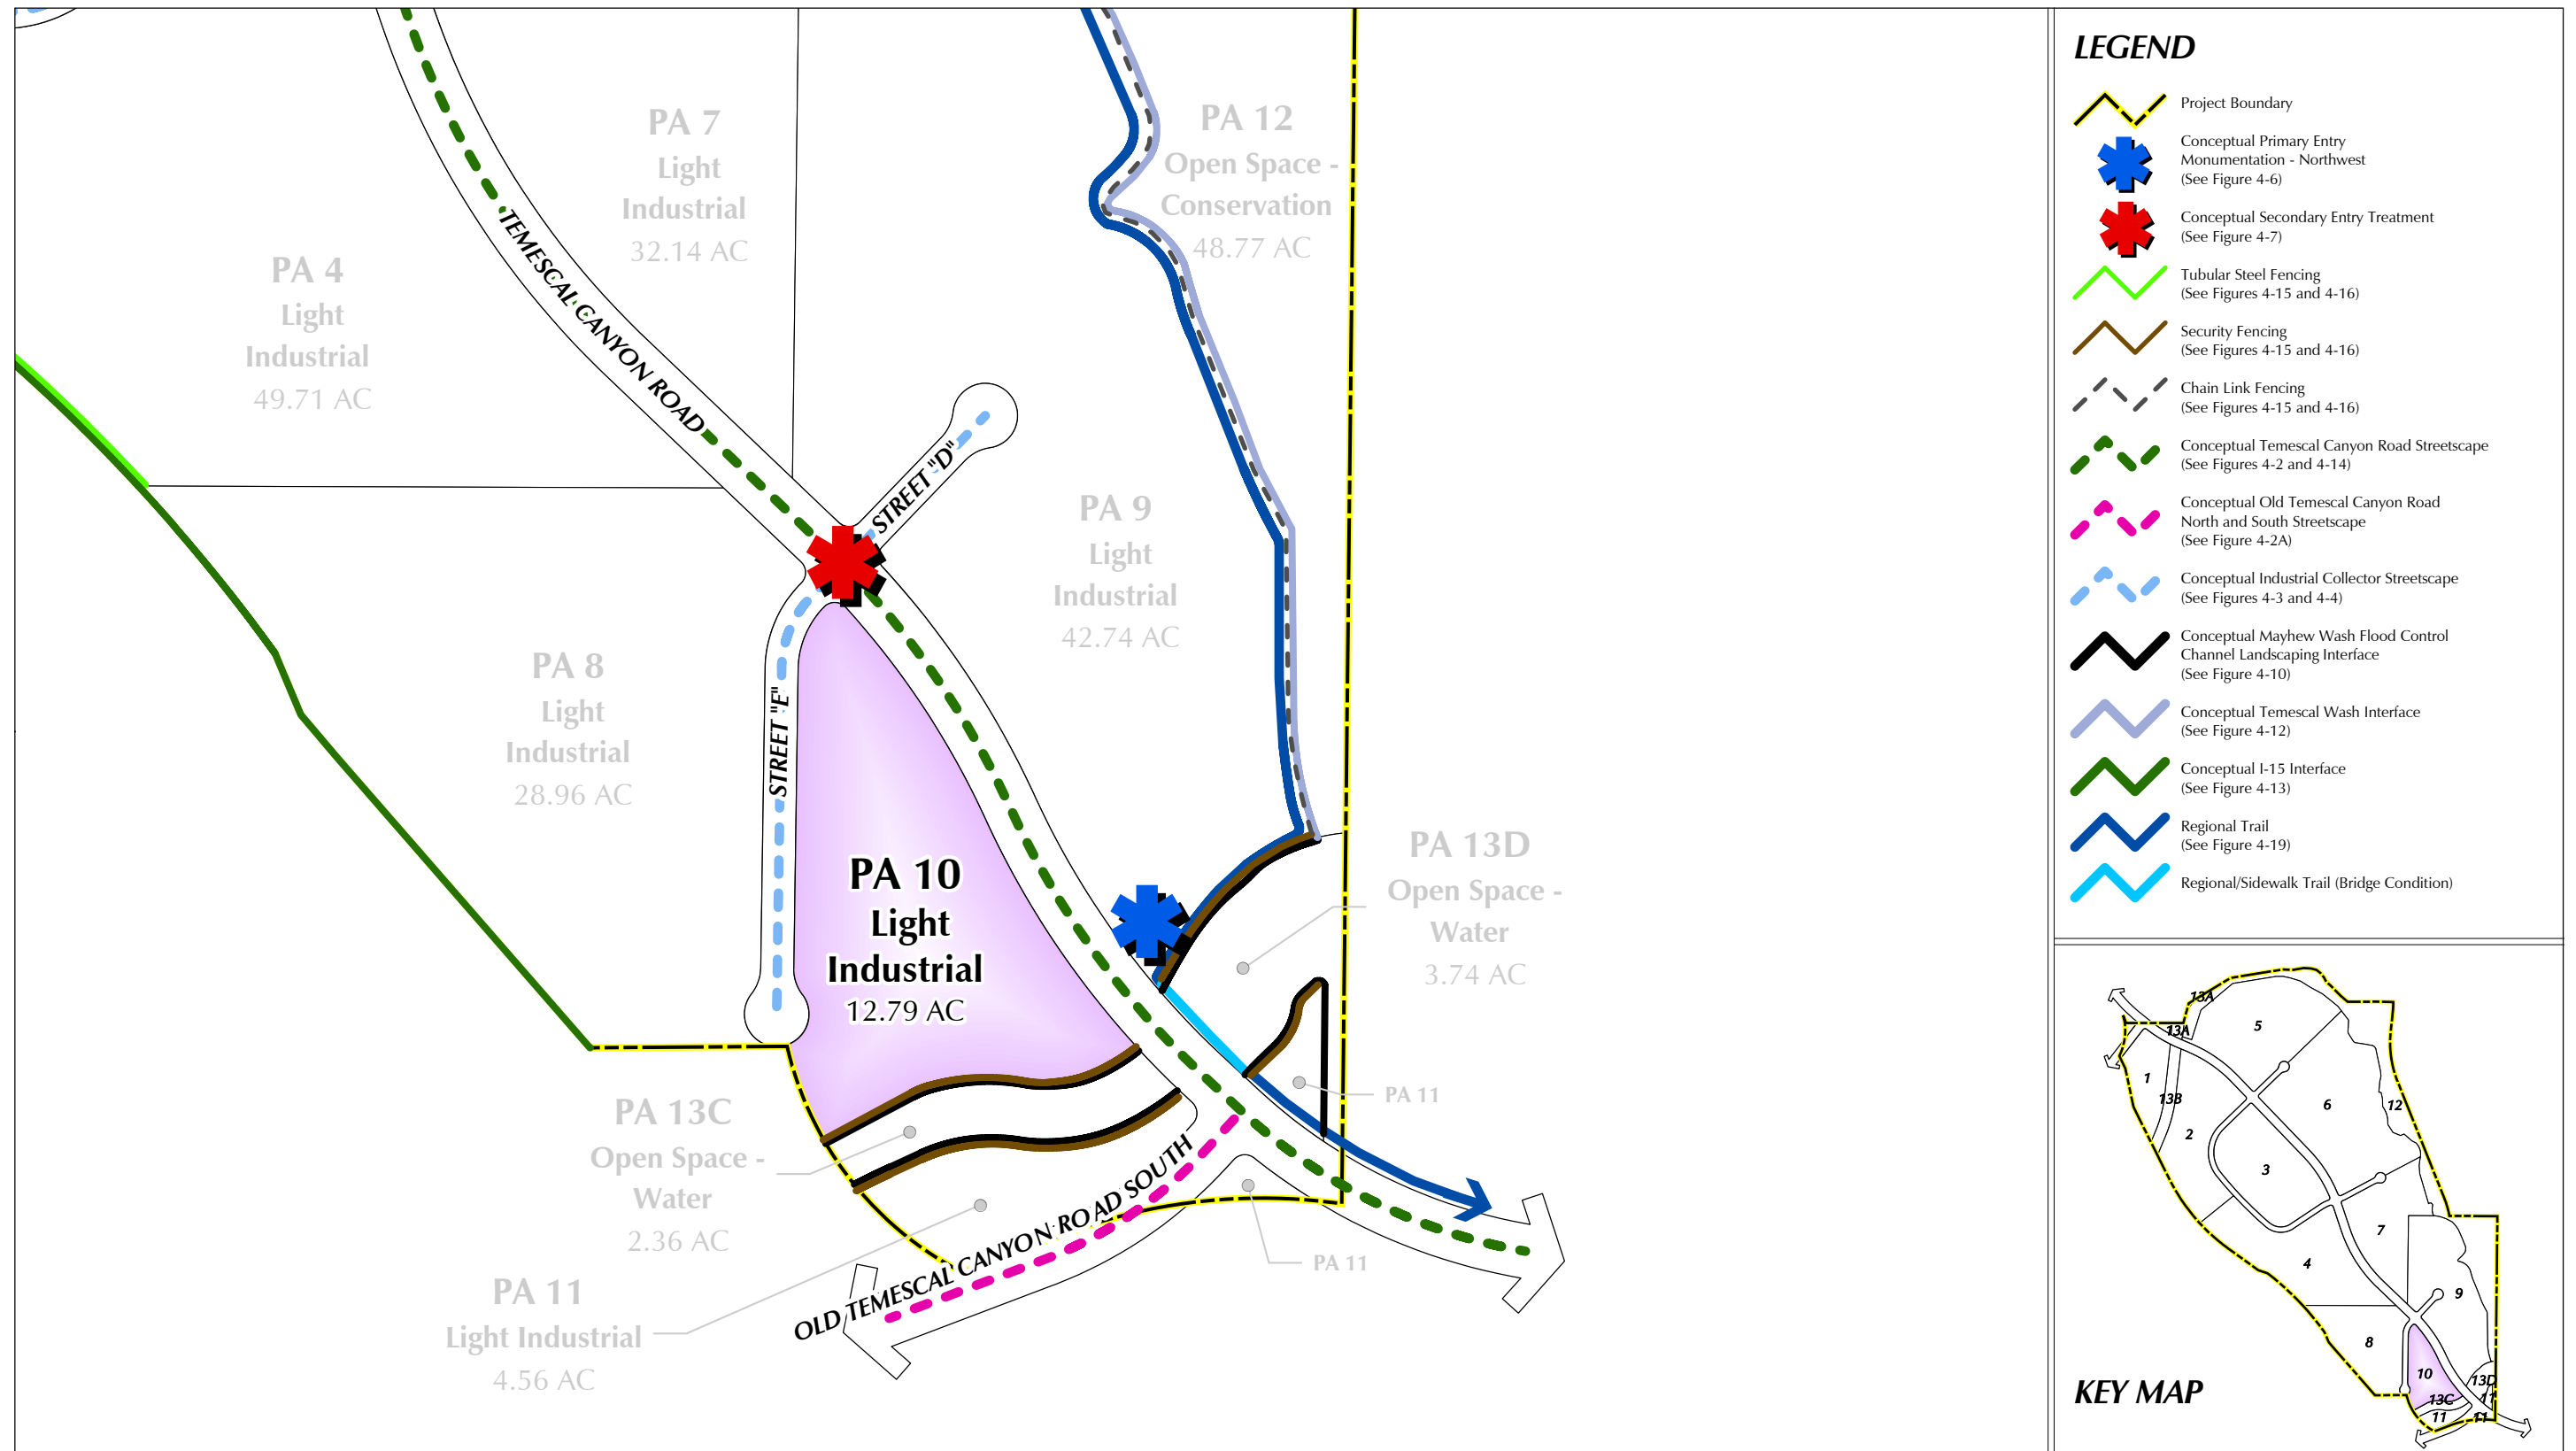 PA 7
Light
Industrial
32.14 AC
PA 12
Open Space -
Conservation
48.77 AC
PA 4
Light
Industrial
49.71 AC
TEMESCAL CANYON ROAD
STREET "D"
PA 9
Light
Industrial
42.74 AC
PA 8
Light
Industrial
28.96 AC
STREET "E"
PA 10
Light
Industrial
12.79 AC
PA 13D
Open Space -
Water
3.74 AC
PA 11
PA 13C
Open Space -
Water
2.36 AC
OLD TEMESCAL CANYON ROAD SOUTH
PA 11
PA 11
Light Industrial
4.56 AC
LEGEND
Project Boundary
Conceptual Primary Entry
Monumentation - Northwest
(See Figure 4-6)
Conceptual Secondary Entry Treatment
(See Figure 4-7)
Tubular Steel Fencing
(See Figures 4-15 and 4-16)
Security Fencing
(See Figures 4-15 and 4-16)
Chain Link Fencing
(See Figures 4-15 and 4-16)
Conceptual Temescal Canyon Road Streetscape
(See Figures 4-2 and 4-14)
Conceptual Old Temescal Canyon Road
North and South Streetscape
(See Figure 4-2A)
Conceptual Industrial Collector Streetscape
(See Figures 4-3 and 4-4)
Conceptual Mayhew Wash Flood Control
Channel Landscaping Interface
(See Figure 4-10)
Conceptual Temescal Wash Interface
(See Figure 4-12)
Conceptual I-15 Interface
(See Figure 4-13)
Regional Trail
(See Figure 4-19)
Regional/Sidewalk Trail (Bridge Condition)
13A
13A
5
1
13B
6
12
2
3
7
4
9
8
10
13D
13C
11
11
11
KEY MAP